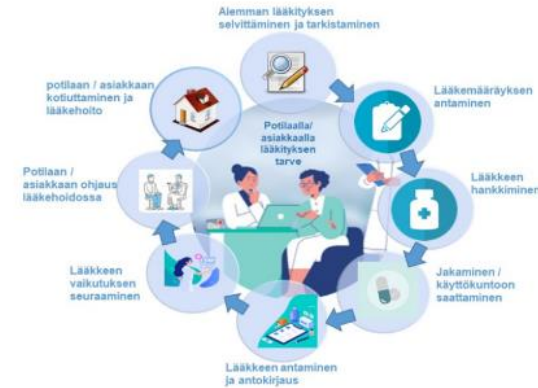 Aiemman lääkityksen
selvittäminen ja tarkistaminen
Lääkemääräyksen
antaminen
Lääkkeen
hankkiminen
Jakaminen /
käyttökuntoon
saattaminen
Lääkkeen antaminen
ja antokirjaus
Lääkkeen
vaikutuksen
seuraaminen
Potilaan /
asiakkaan ohjaus
lääkehoidossa
potilaan / asiakkaan
kotiuttaminen ja
lääkehoito
Potilaalla/
asiakkaalla
lääkityksen
tarve